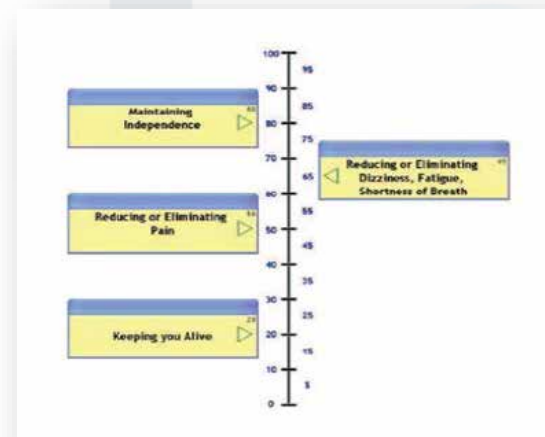 100
95
90
85
80
75
70
65
60
55
50
45
40
35
30
25
20
15
10
5
0
Maintaining
Independence
Reducing or Eliminating
Dizziness, Fatigue,
Shortness of Breath
Reducing or Eliminating
Pain
Keeping you Alive